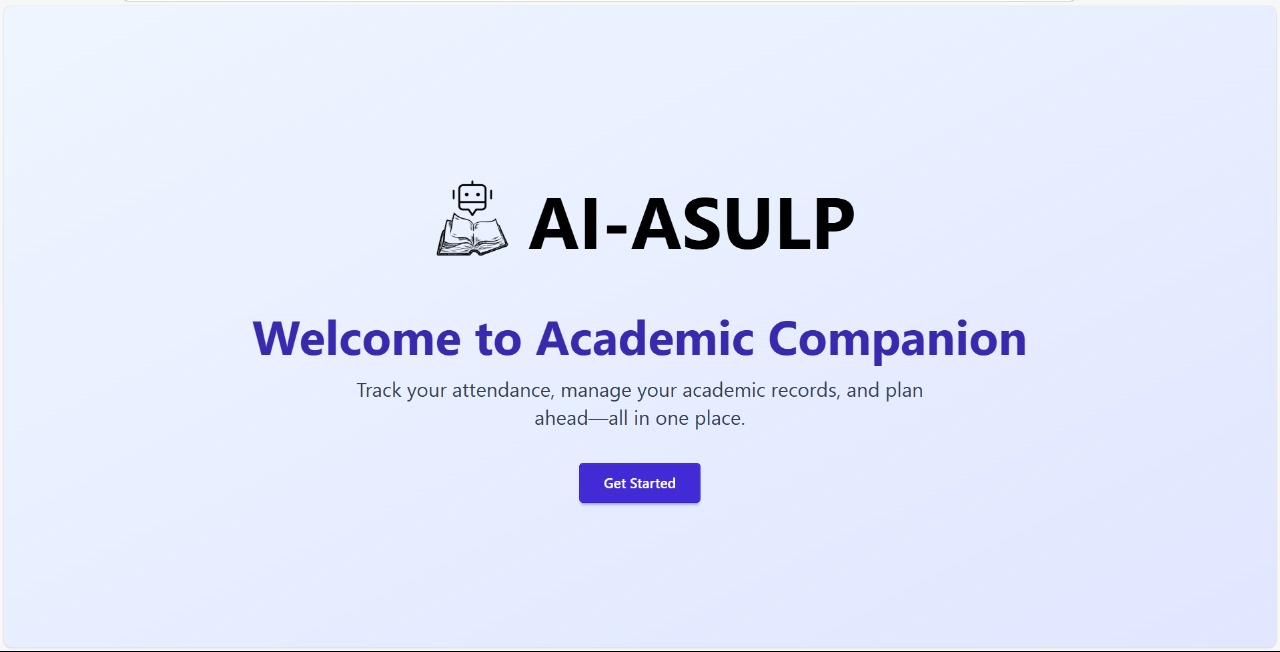 AI-ASULP
Welcome to Academic Companion
Track your attendance, manage your academic records, and plan
ahead—all in one place.
Get Started